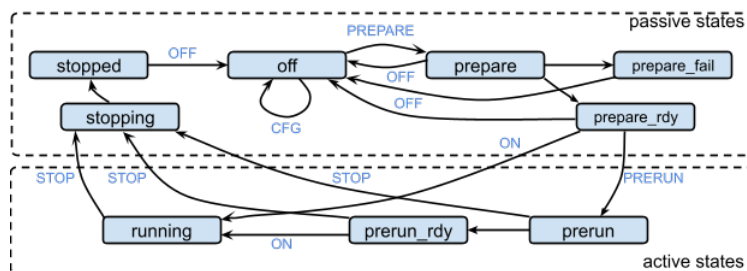 passive states
PREPARE
stopped
OFF
off
prepare
prepare_fail
OFF
OFF
stopping
CFG
prepare_rdy
ON
STOP
STOP
STOP
PRERUN
running
ON
prerun_rdy
prerun
active states